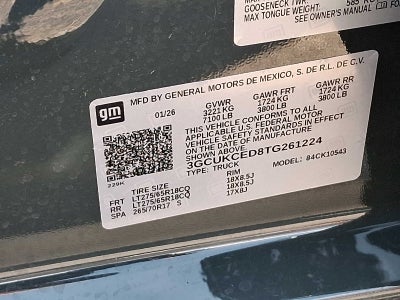 GOOSENECK TWR: 585 K
MAX TONGUE WEIGHT:
SEE OWNER'S MANUAL FO
gm
MFD BY GENERAL MOTORS DE MEXICO, S. DE R.L. DE C.V.
01/26 GVWR GAWR FRT GAWR RR
3221 KG 1724 KG 1724 KG
7100 LB 3800 LB 3800 LB
THIS VEHICLE CONFORMS TO ALL
APPLICABLE U.S. FEDERAL MOTOR
VEHICLE SAFETY STANDARDS IN EFFECT
ON THE DATE OF MANUFACTURE
SHOWN ABOVE.
3GCUKCED8TG261224
TYPE: TRUCK MODEL: 84CK10543
229K
TIRE SIZE RIM
FRT LT275/65R18CQ 18X8.5J
RR LT275/65R18CQ 18X8.5J
SPA 265/70R17 S 17X8J